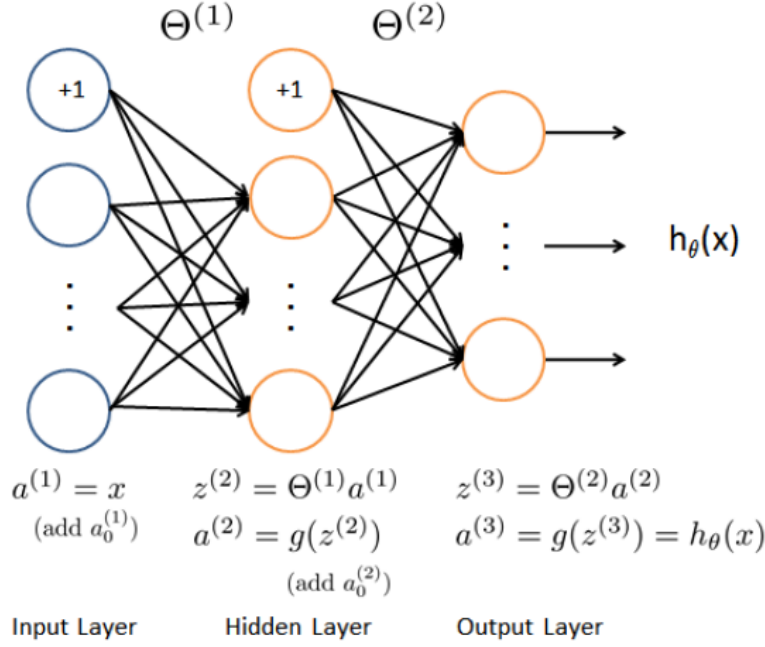 Θ^(1) Θ^(2)
+1 +1
h_θ(x)
a^(1) = x z^(2) = Θ^(1)a^(1) z^(3) = Θ^(2)a^(2)
(add a_0^(1)) a^(2) = g(z^(2)) a^(3) = g(z^(3)) = h_θ(x)
(add a_0^(2))
Input Layer Hidden Layer Output Layer